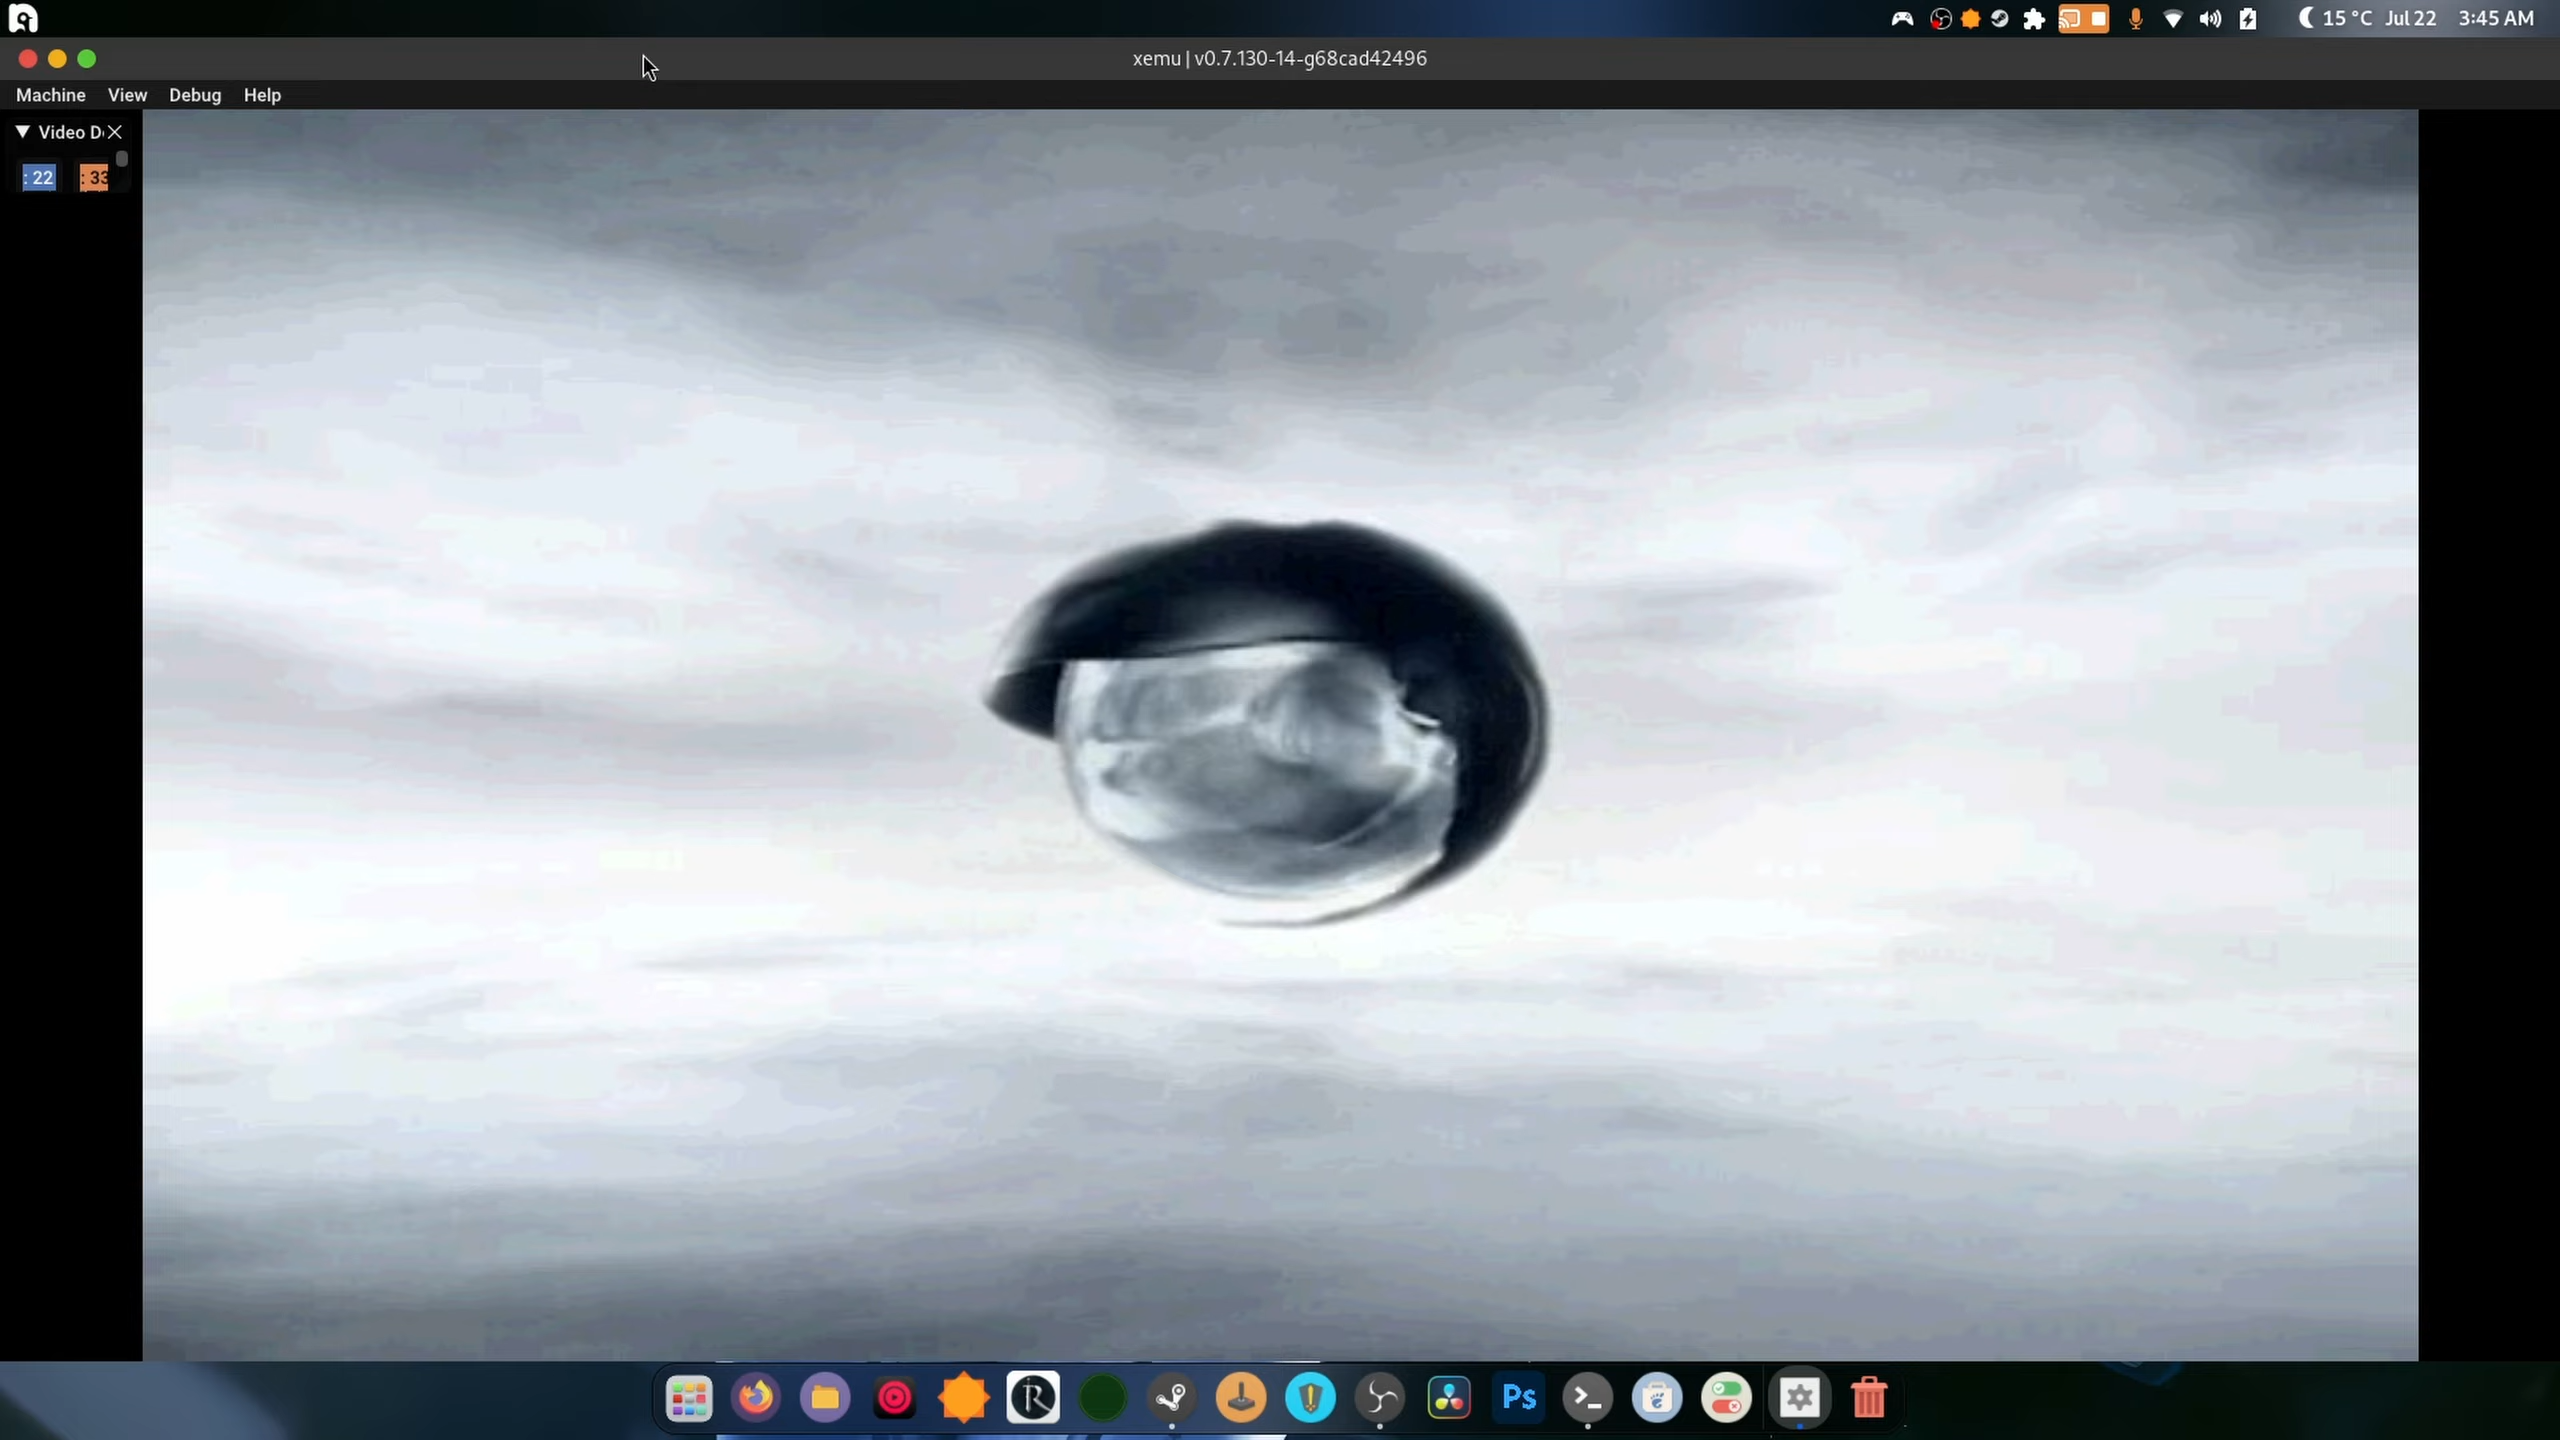 15 °C Jul 22 3:45 AM
xemu | v0.7.130-14-g68cad42496
Machine View Debug Help
Video D
: 22 : 33
R
Ps